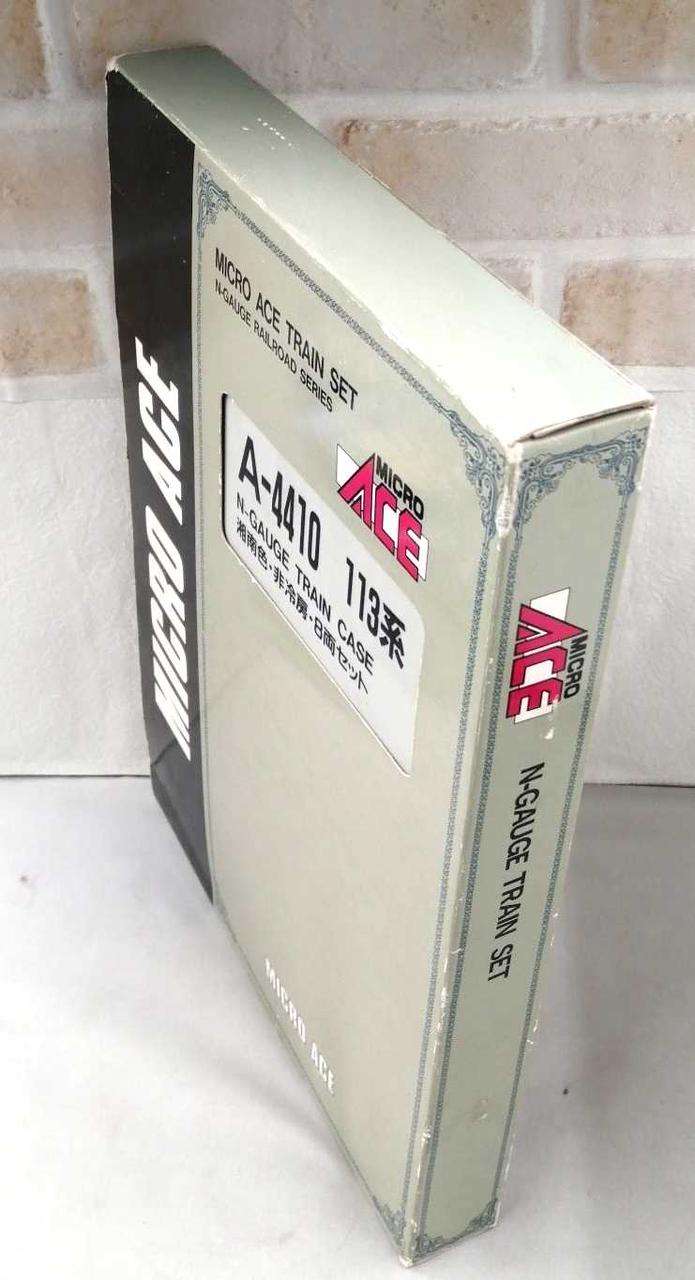 MICRO ACE
MICRO ACE TRAIN SET
N-GAUGE RAILROAD SERIES
MICRO
ACE
A-4410 113系
N-GAUGE TRAIN CASE
湘南色・非冷房・8両セット
MICRO ACE
MICRO
ACE
N-GAUGE TRAIN SET